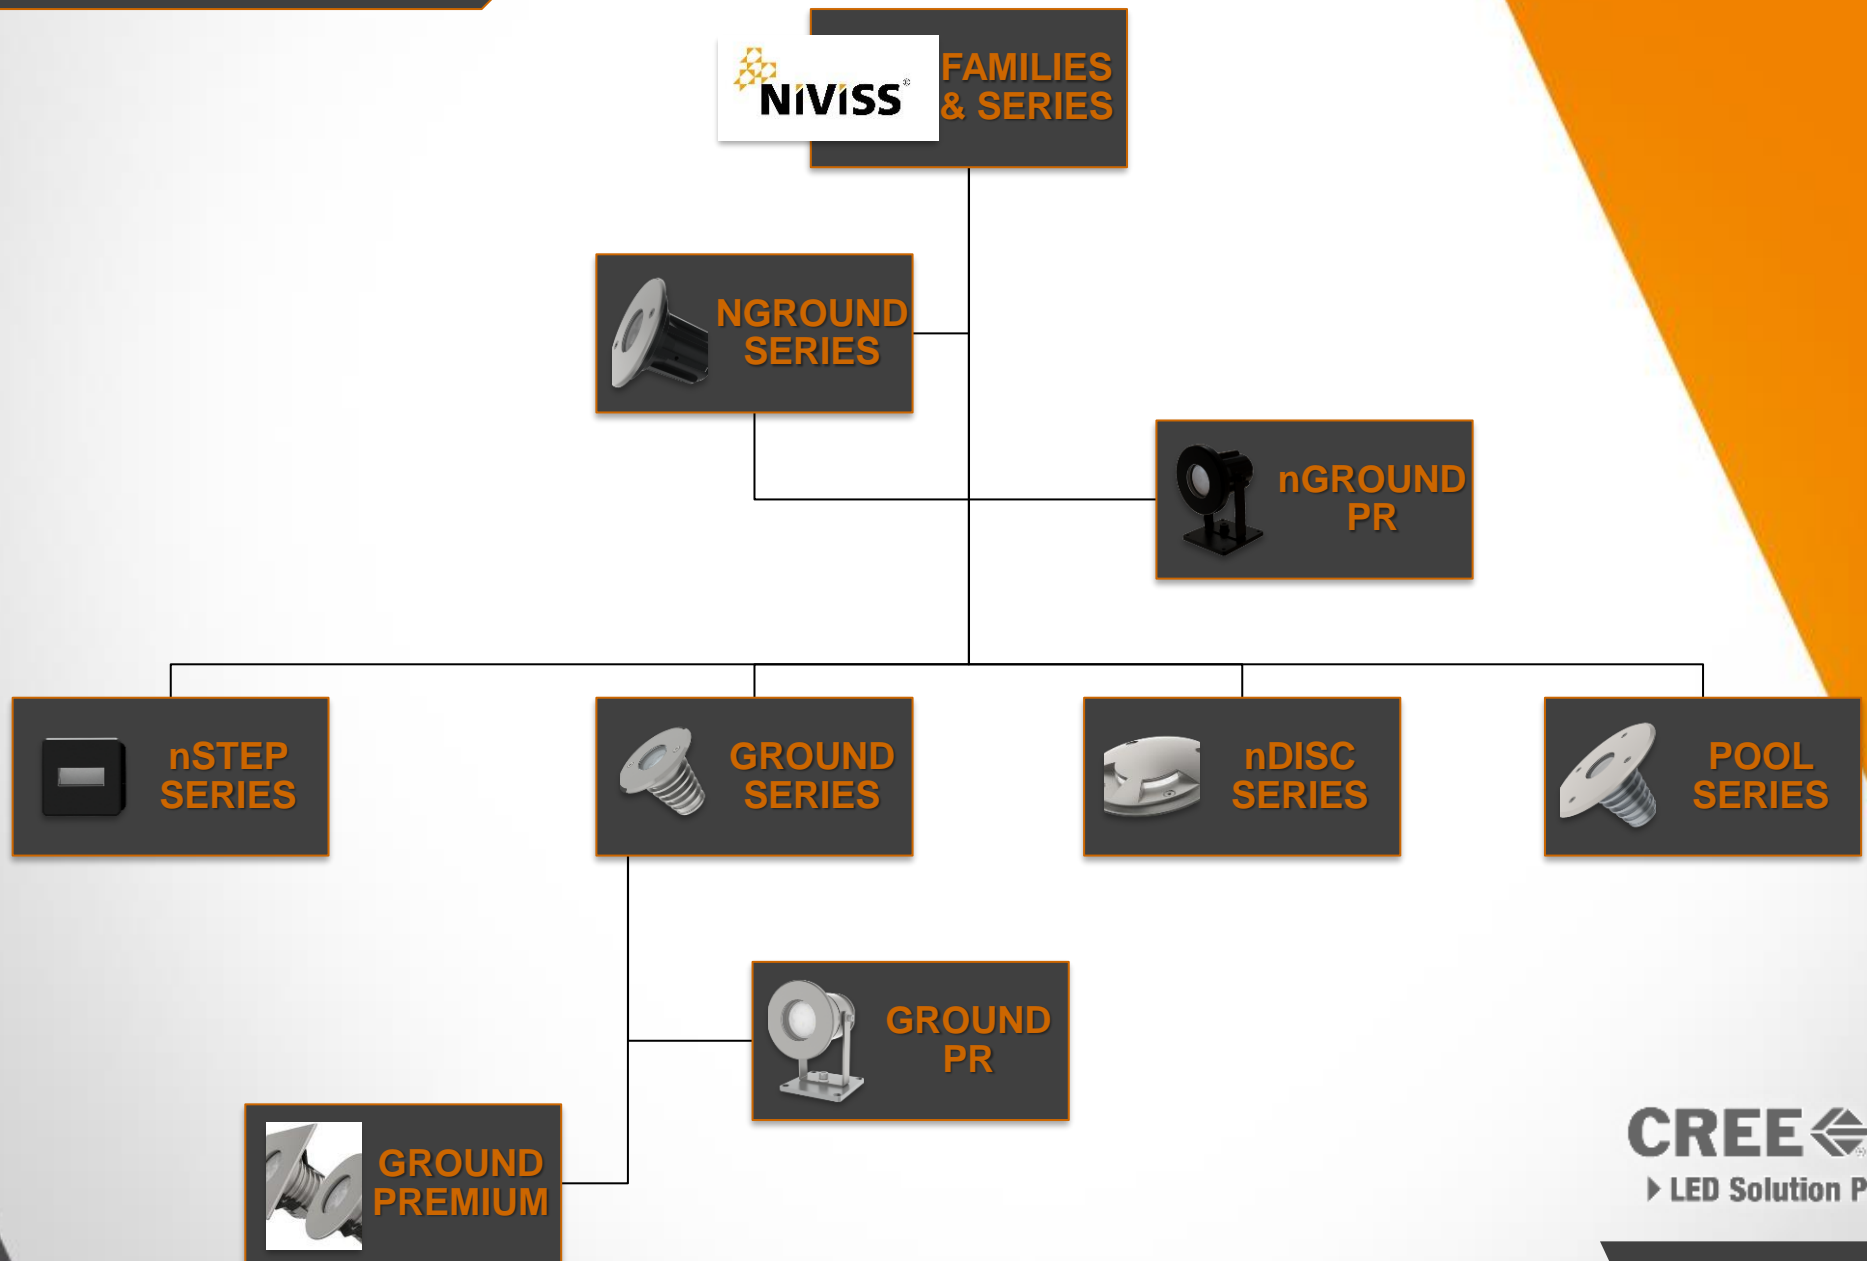 NiViSS®
FAMILIES
& SERIES
NGROUND
SERIES
nGROUND
PR
nSTEP
SERIES
GROUND
SERIES
nDISC
SERIES
POOL
SERIES
GROUND
PR
GROUND
PREMIUM
CREE
LED Solution P